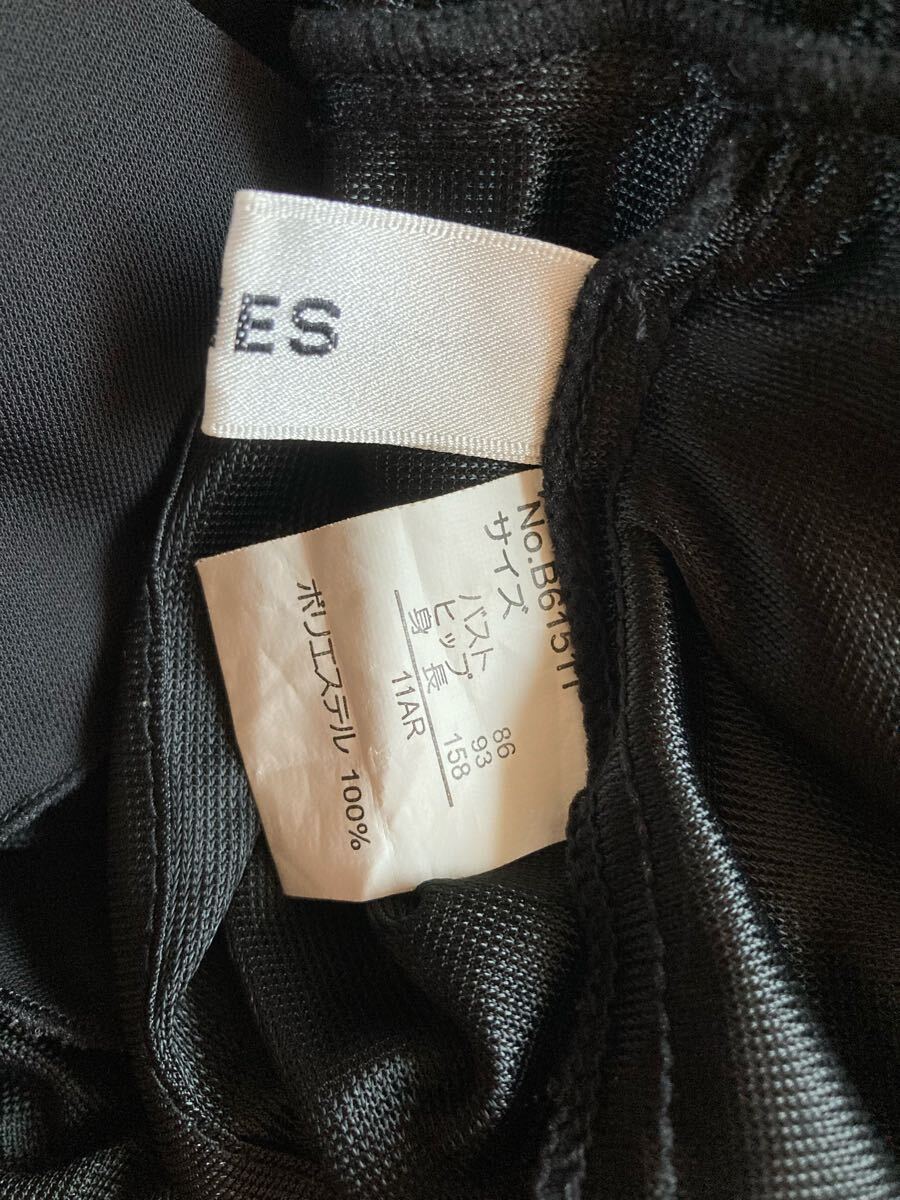 ES
No.B61511
サイズ
バスト 86
ヒップ 93
身長 158
11AR
ポリエステル 100%